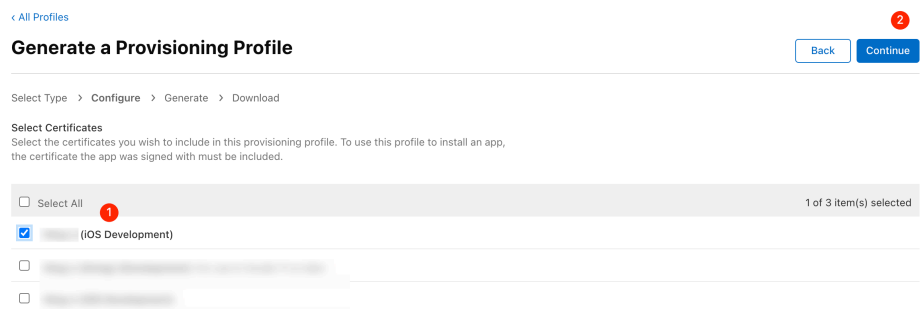 ‹ All Profiles
2
Generate a Provisioning Profile
Back
Continue
Select Type > Configure > Generate > Download
Select Certificates
Select the certificates you wish to include in this provisioning profile. To use this profile to install an app,
the certificate the app was signed with must be included.
Select All
1
1 of 3 item(s) selected
(iOS Development)